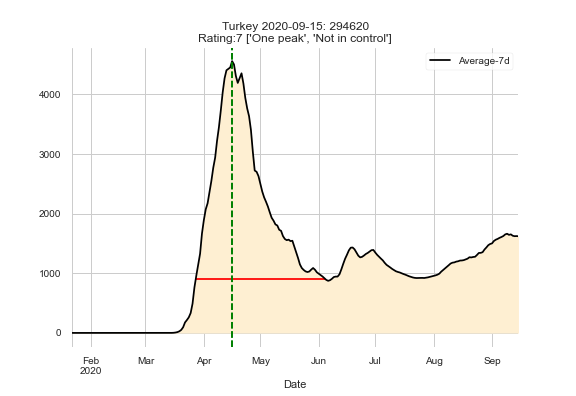 Turkey 2020-09-15: 294620
Rating:7 ['One peak', 'Not in control']
Average-7d
4000
3000
2000
1000
0
Feb Mar Apr May Jun Jul Aug Sep
2020
Date